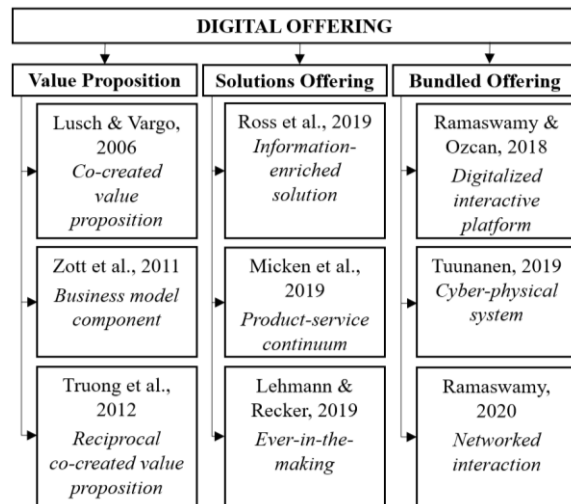 DIGITAL OFFERING
Value Proposition
Lusch & Vargo,
2006
Co-created
value
proposition
Zott et al., 2011
Business model
component
Truong et al.,
2012
Reciprocal
co-created value
proposition
Solutions Offering
Ross et al., 2019
Information-
enriched
solution
Micken et al.,
2019
Product-service
continuum
Lehmann &
Recker, 2019
Ever-in-the-
making
Bundled Offering
Ramaswamy &
Ozcan, 2018
Digitalized
interactive
platform
Tuunanen, 2019
Cyber-physical
system
Ramaswamy,
2020
Networked
interaction